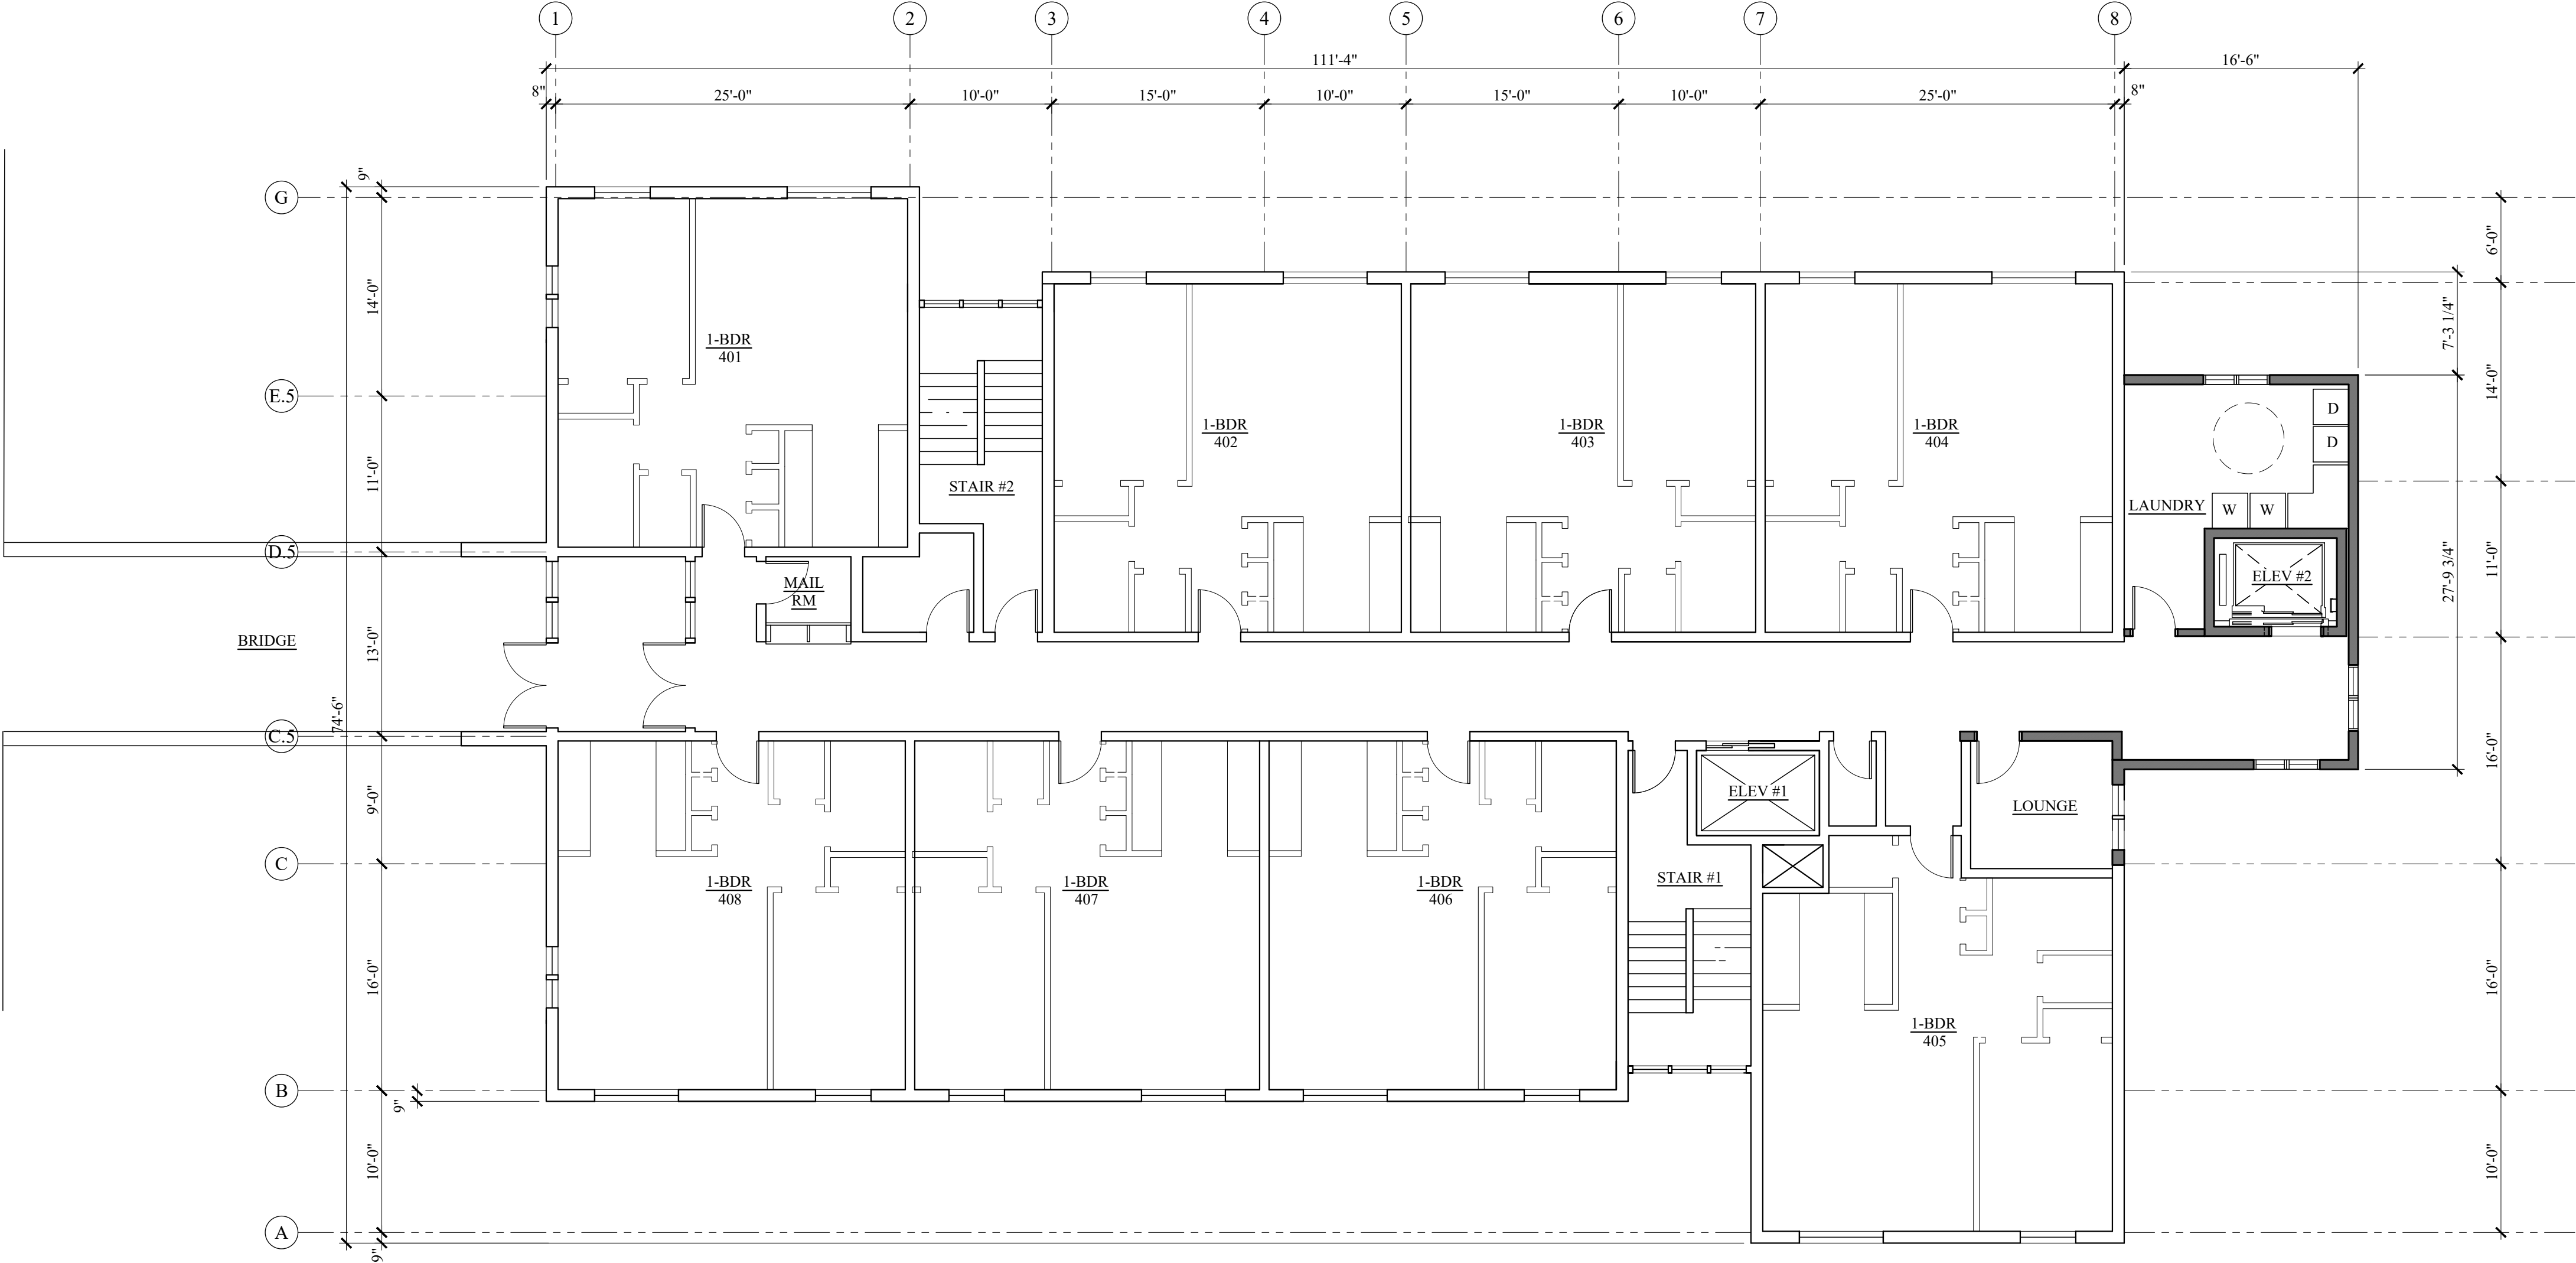 1 2 3 4 5 6 7 8
111'-4" 16'-6"
8" 25'-0" 10'-0" 15'-0" 10'-0" 15'-0" 10'-0" 25'-0" 8"
9"
G
6'-0"
14'-0"
7'-3 1/4"
1-BDR
401
E.5
14'-0"
D
1-BDR
402
1-BDR
403
1-BDR
404
D
11'-0"
STAIR #2
LAUNDRY
W W
D.5
11'-0"
MAIL
RM
ELEV #2
27'-9 3/4"
BRIDGE
13'-0"
74'-6"
C.5
16'-0"
9'-0"
ELEV #1
LOUNGE
C
1-BDR
408
1-BDR
407
1-BDR
406
STAIR #1
16'-0"
16'-0"
1-BDR
405
B
9"
10'-0"
10'-0"
A
9"